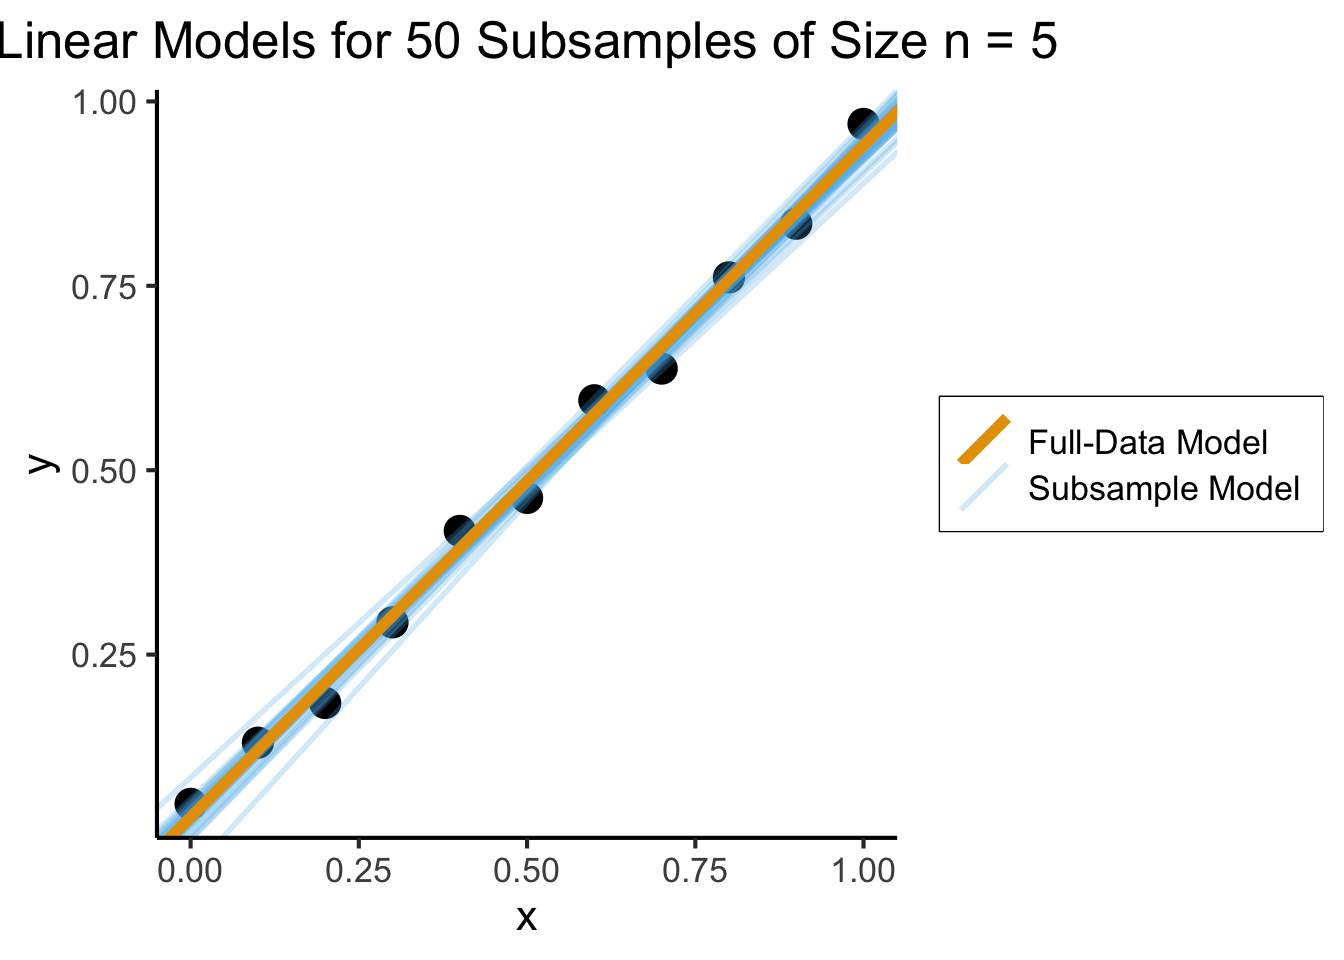 Linear Models for 50 Subsamples of Size n = 5
1.00
0.75
0.50
0.25
y
0.00 0.25 0.50 0.75 1.00
x
Full-Data Model
Subsample Model